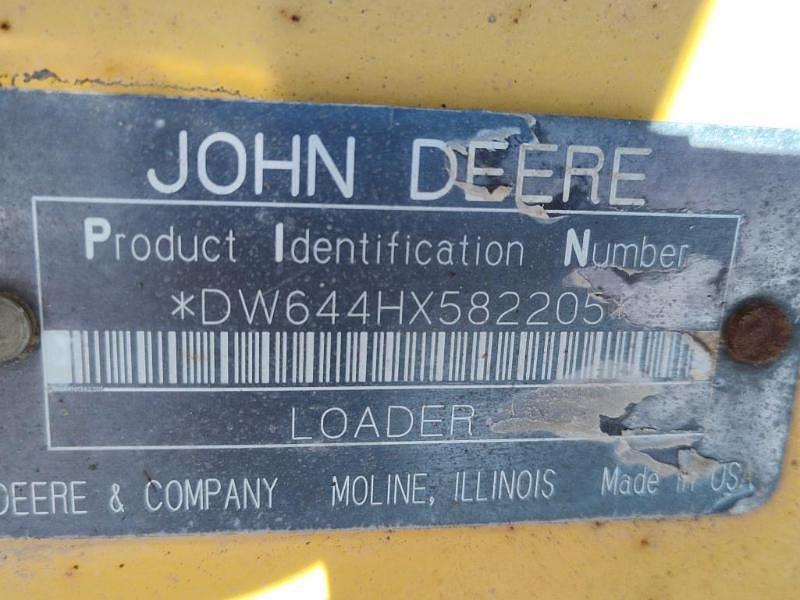 JOHN DEERE
Product Identification Number
*DW644HX582205*
LOADER
DEERE & COMPANY MOLINE, ILLINOIS Made in USA